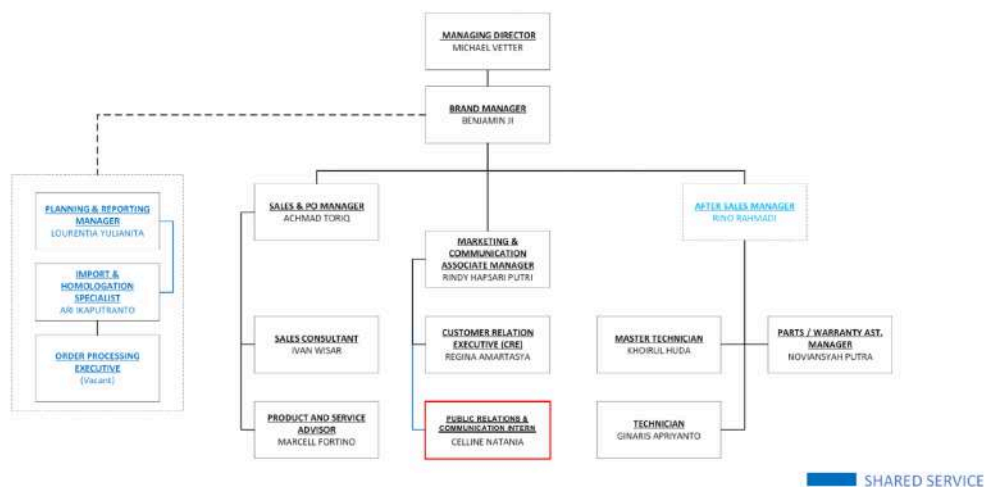 MANAGING DIRECTOR
MICHAEL VETTER
BRAND MANAGER
BENJAMIN JI
PLANNING & REPORTING
MANAGER
LOURENTIA YULIANITA
IMPORT &
HOMOLOGATION
SPECIALIST
ARI IKAPUTRANTO
ORDER PROCESSING
EXECUTIVE
(Vacant)
SALES & PO MANAGER
ACHMAD TORIQ
SALES CONSULTANT
IVAN WISAR
PRODUCT AND SERVICE
ADVISOR
MARCELL FORTINO
MARKETING &
COMMUNICATION
ASSOCIATE MANAGER
RINDY HAPSARI PUTRI
CUSTOMER RELATION
EXECUTIVE (CRE)
REGINA AMARTASYA
PUBLIC RELATIONS &
COMMUNICATION INTERN
CELLINE NATANIA
AFTER SALES MANAGER
RINO RAHMADI
MASTER TECHNICIAN
KHOIRUL HUDA
PARTS / WARRANTY AST.
MANAGER
NOVIANSYAH PUTRA
TECHNICIAN
GINARIS APRIYANTO
SHARED SERVICE